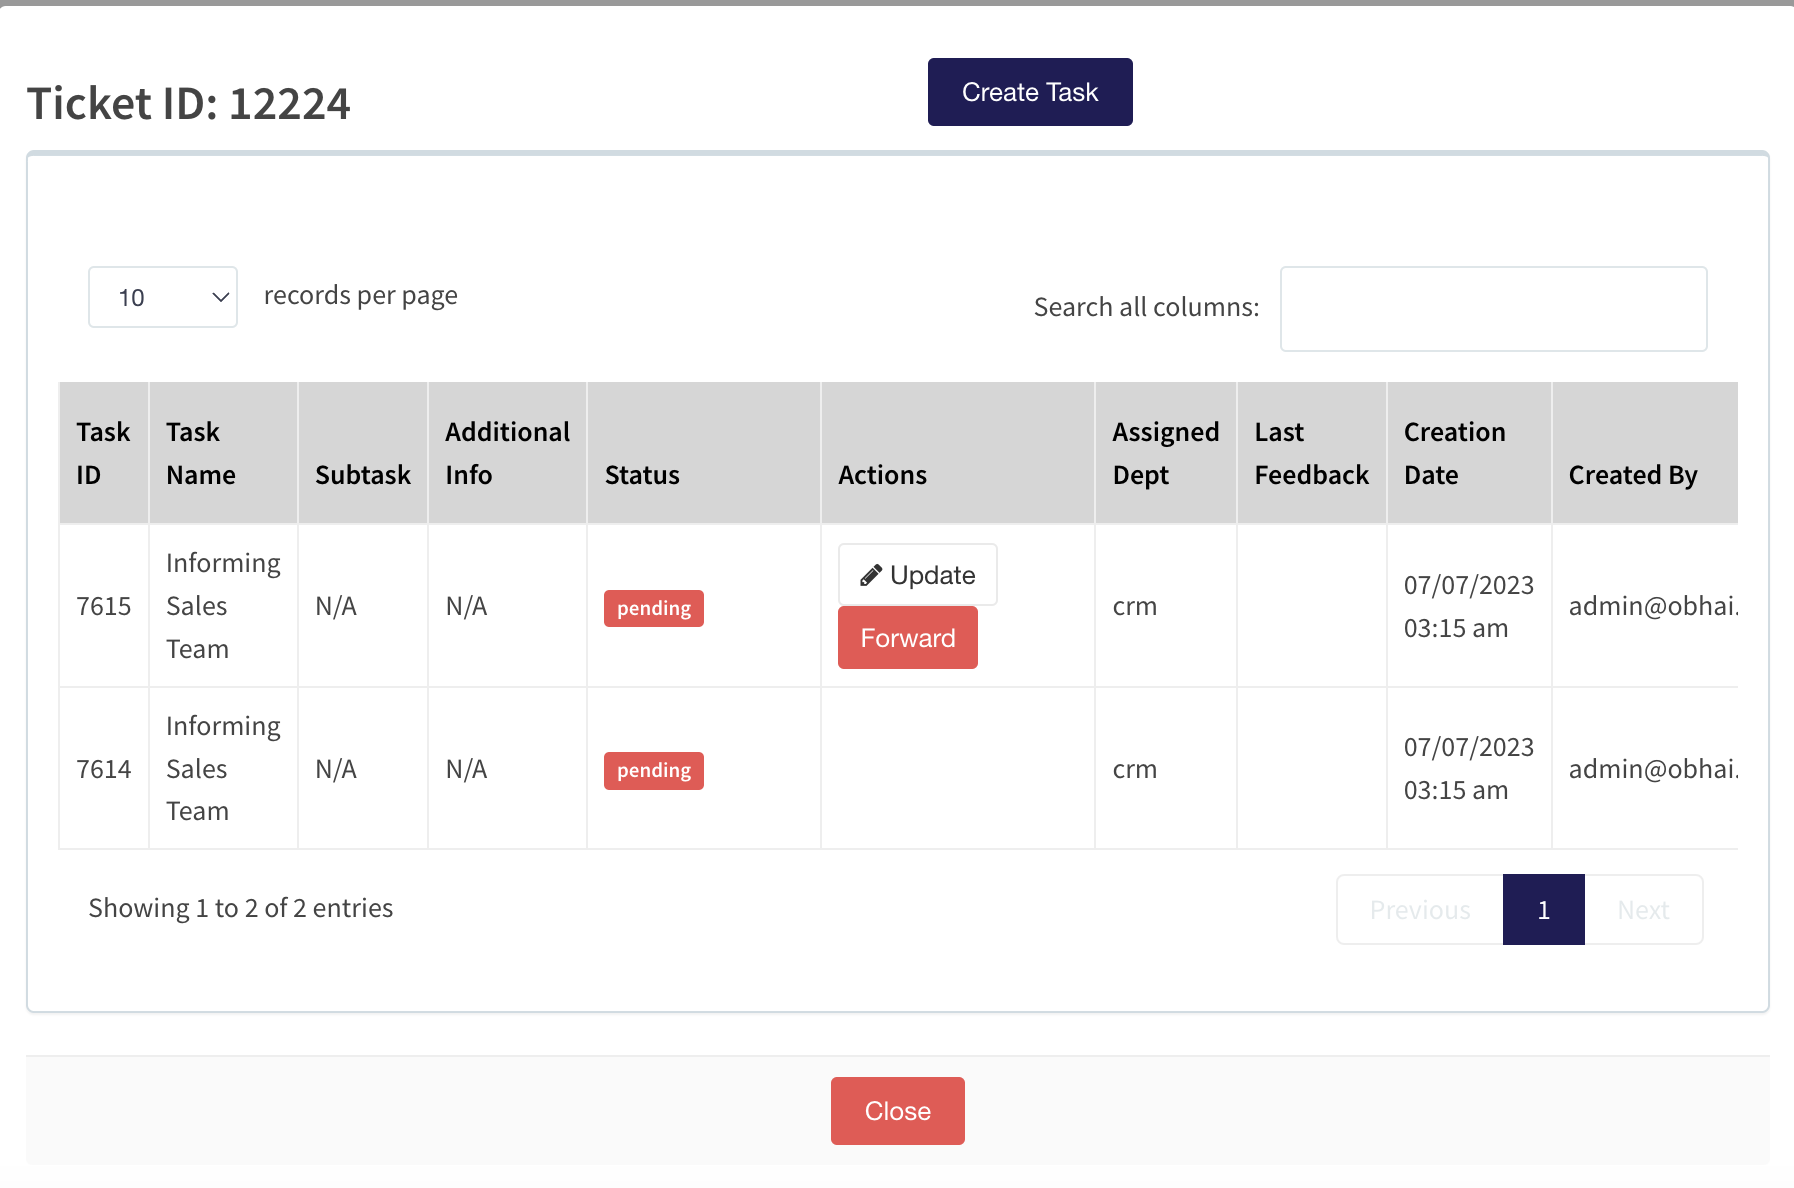 Ticket ID: 12224
Create Task
10
records per page
Search all columns:
Task ID
Task Name
Subtask
Additional Info
Status
Actions
Assigned Dept
Last Feedback
Creation Date
Created By
7615
Informing
Sales
Team
N/A
N/A
pending
Update
Forward
crm
07/07/2023
03:15 am
admin@obhai.
7614
Informing
Sales
Team
N/A
N/A
pending
crm
07/07/2023
03:15 am
admin@obhai.
Showing 1 to 2 of 2 entries
Previous
1
Next
Close